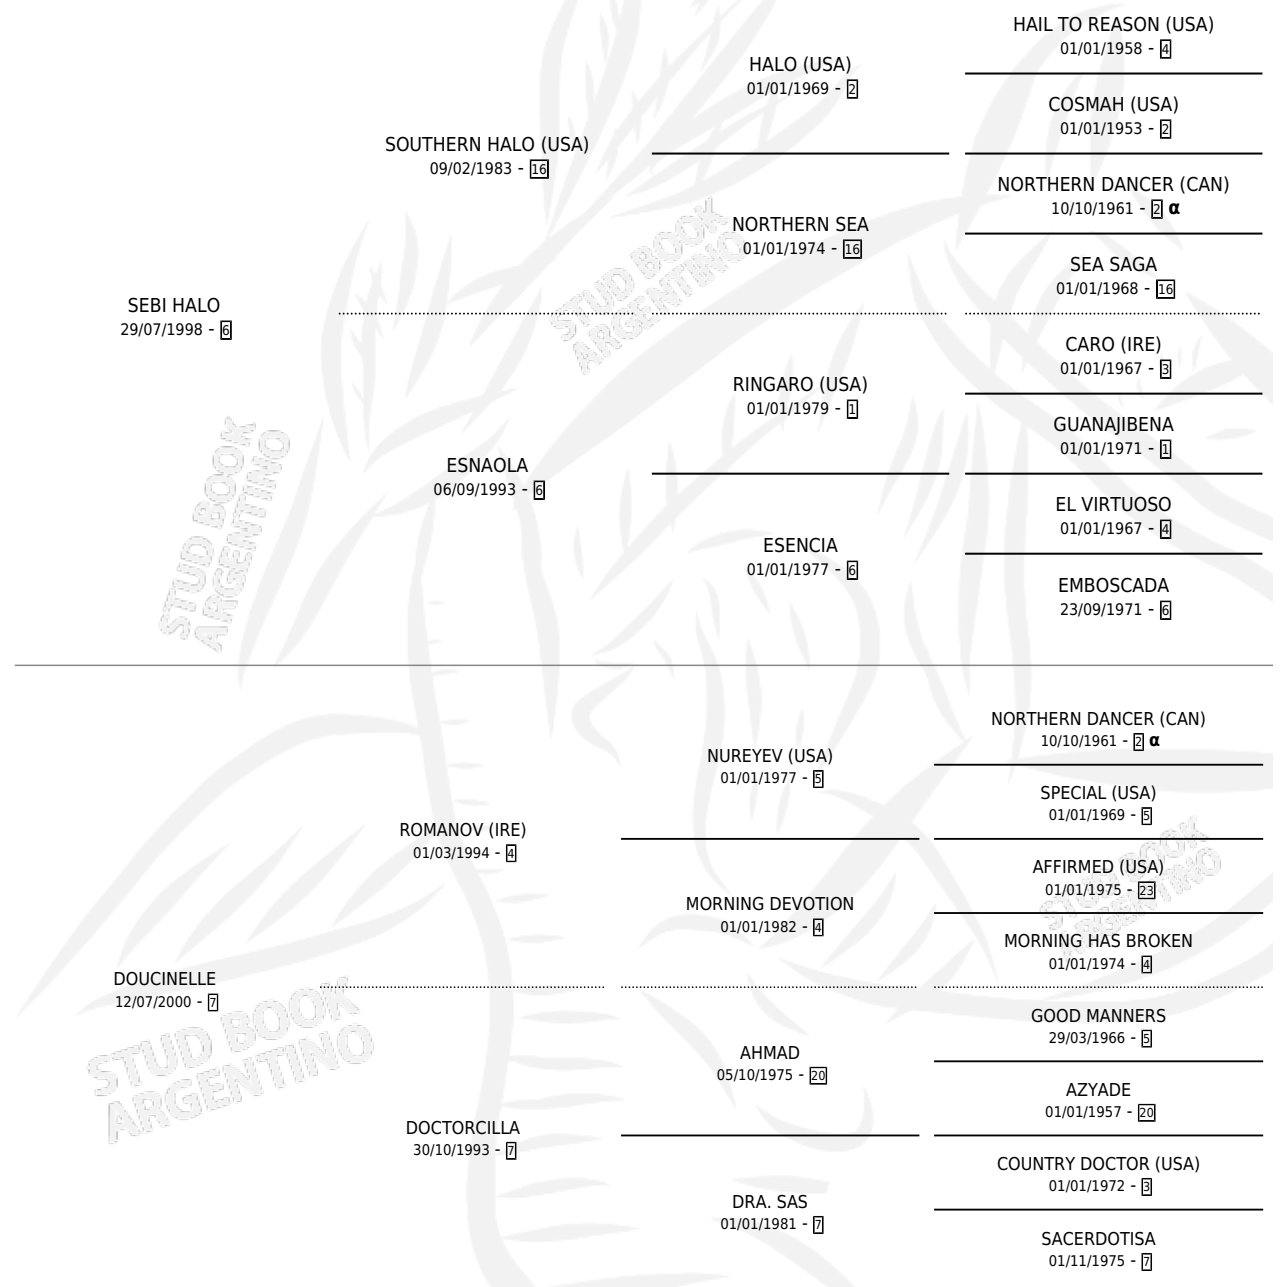 HAIL TO REASON (USA)
01/01/1958 - 4
HALO (USA)
01/01/1969 - 2
COSMAH (USA)
01/01/1953 - 2
SOUTHERN HALO (USA)
09/02/1983 - 16
NORTHERN DANCER (CAN)
10/10/1961 - 2 α
NORTHERN SEA
01/01/1974 - 16
SEA SAGA
01/01/1968 - 16
SEBI HALO
29/07/1998 - 6
CARO (IRE)
01/01/1967 - 3
RINGARO (USA)
01/01/1979 - 1
GUANAJIBENA
01/01/1971 - 1
ESNAOLA
06/09/1993 - 6
EL VIRTUOSO
01/01/1967 - 4
ESENCIA
01/01/1977 - 6
EMBOSCADA
23/09/1971 - 6
STUD BOOK
ARGENTINO
STUD BOOK
ARGENTINO
NORTHERN DANCER (CAN)
10/10/1961 - 2 α
NUREYEV (USA)
01/01/1977 - 5
SPECIAL (USA)
01/01/1969 - 5
ROMANOV (IRE)
01/03/1994 - 4
AFFIRMED (USA)
01/01/1975 - 23
MORNING DEVOTION
01/01/1982 - 4
MORNING HAS BROKEN
01/01/1974 - 4
DOUCINELLE
12/07/2000 - 7
GOOD MANNERS
29/03/1966 - 5
AHMAD
05/10/1975 - 20
AZYADE
01/01/1957 - 20
DOCTORCILLA
30/10/1993 - 7
COUNTRY DOCTOR (USA)
01/01/1972 - 3
DRA. SAS
01/01/1981 - 7
SACERDOTISA
01/11/1975 - 7
STUD BOOK
ARGENTINO
STUD BOOK
ARGENTINO